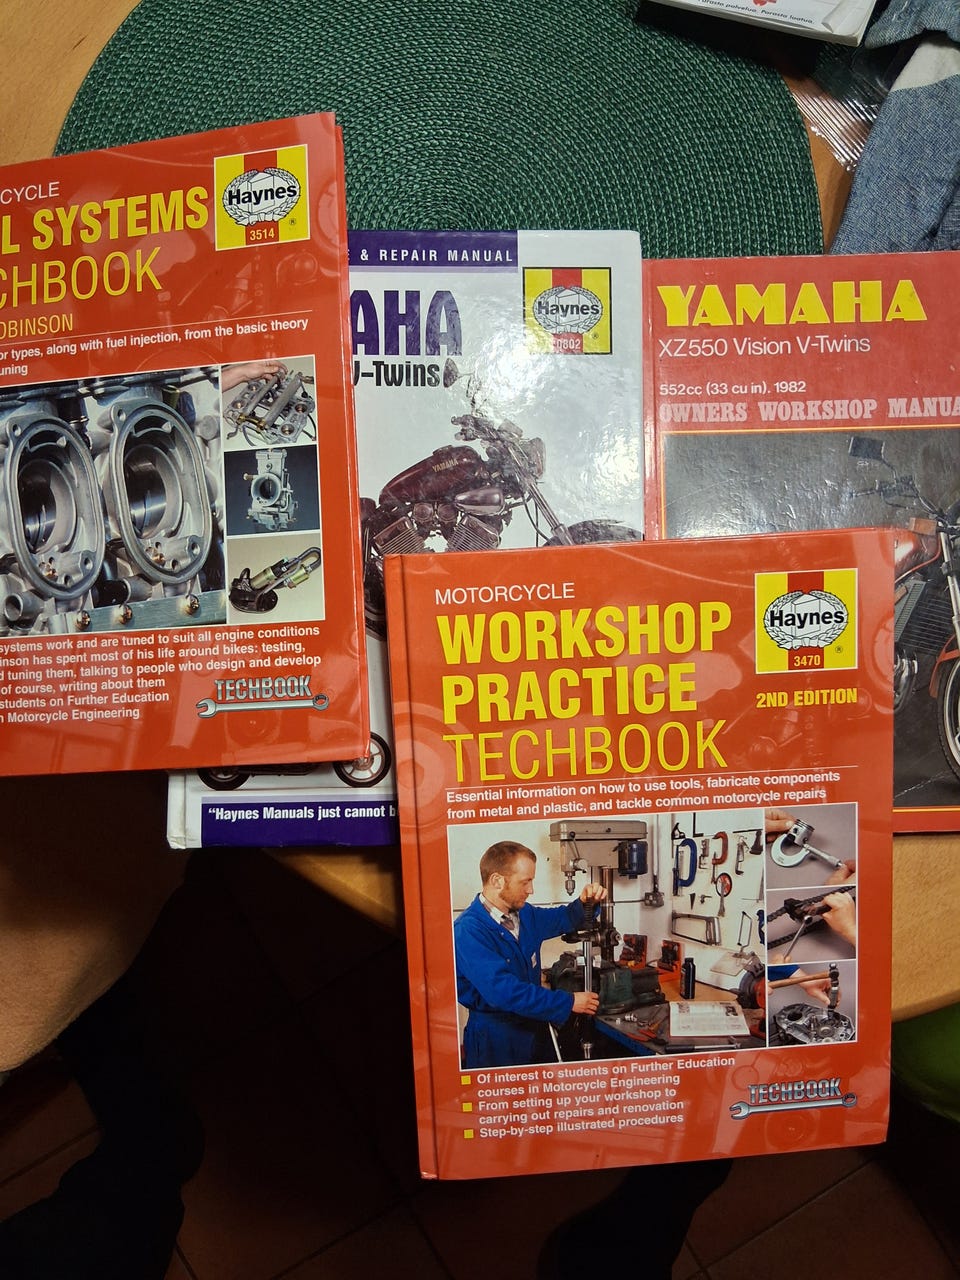 Parasta palvelua. Parasta laatua.
CYCLE
L SYSTEMS
CHBOOK
OBINSON
or types, along with fuel injection, from the basic theory
uning
Haynes
3514
®
systems work and are tuned to suit all engine conditions
inson has spent most of his life around bikes: testing,
d tuning them, talking to people who design and develop
of course, writing about them
students on Further Education
n Motorcycle Engineering
TECHBOOK
& REPAIR MANUAL
AHA
V-Twins
Haynes
0802
YAMAHA
"Haynes Manuals just cannot b
YAMAHA
XZ550 Vision V-Twins
552cc (33 cu in). 1982
OWNERS WORKSHOP MANUA
MOTORCYCLE
WORKSHOP
PRACTICE
TECHBOOK
Haynes
3470
®
2ND EDITION
Essential information on how to use tools, fabricate components
from metal and plastic, and tackle common motorcycle repairs
Of interest to students on Further Education
courses in Motorcycle Engineering
From setting up your workshop to
carrying out repairs and renovation
Step-by-step illustrated procedures
TECHBOOK